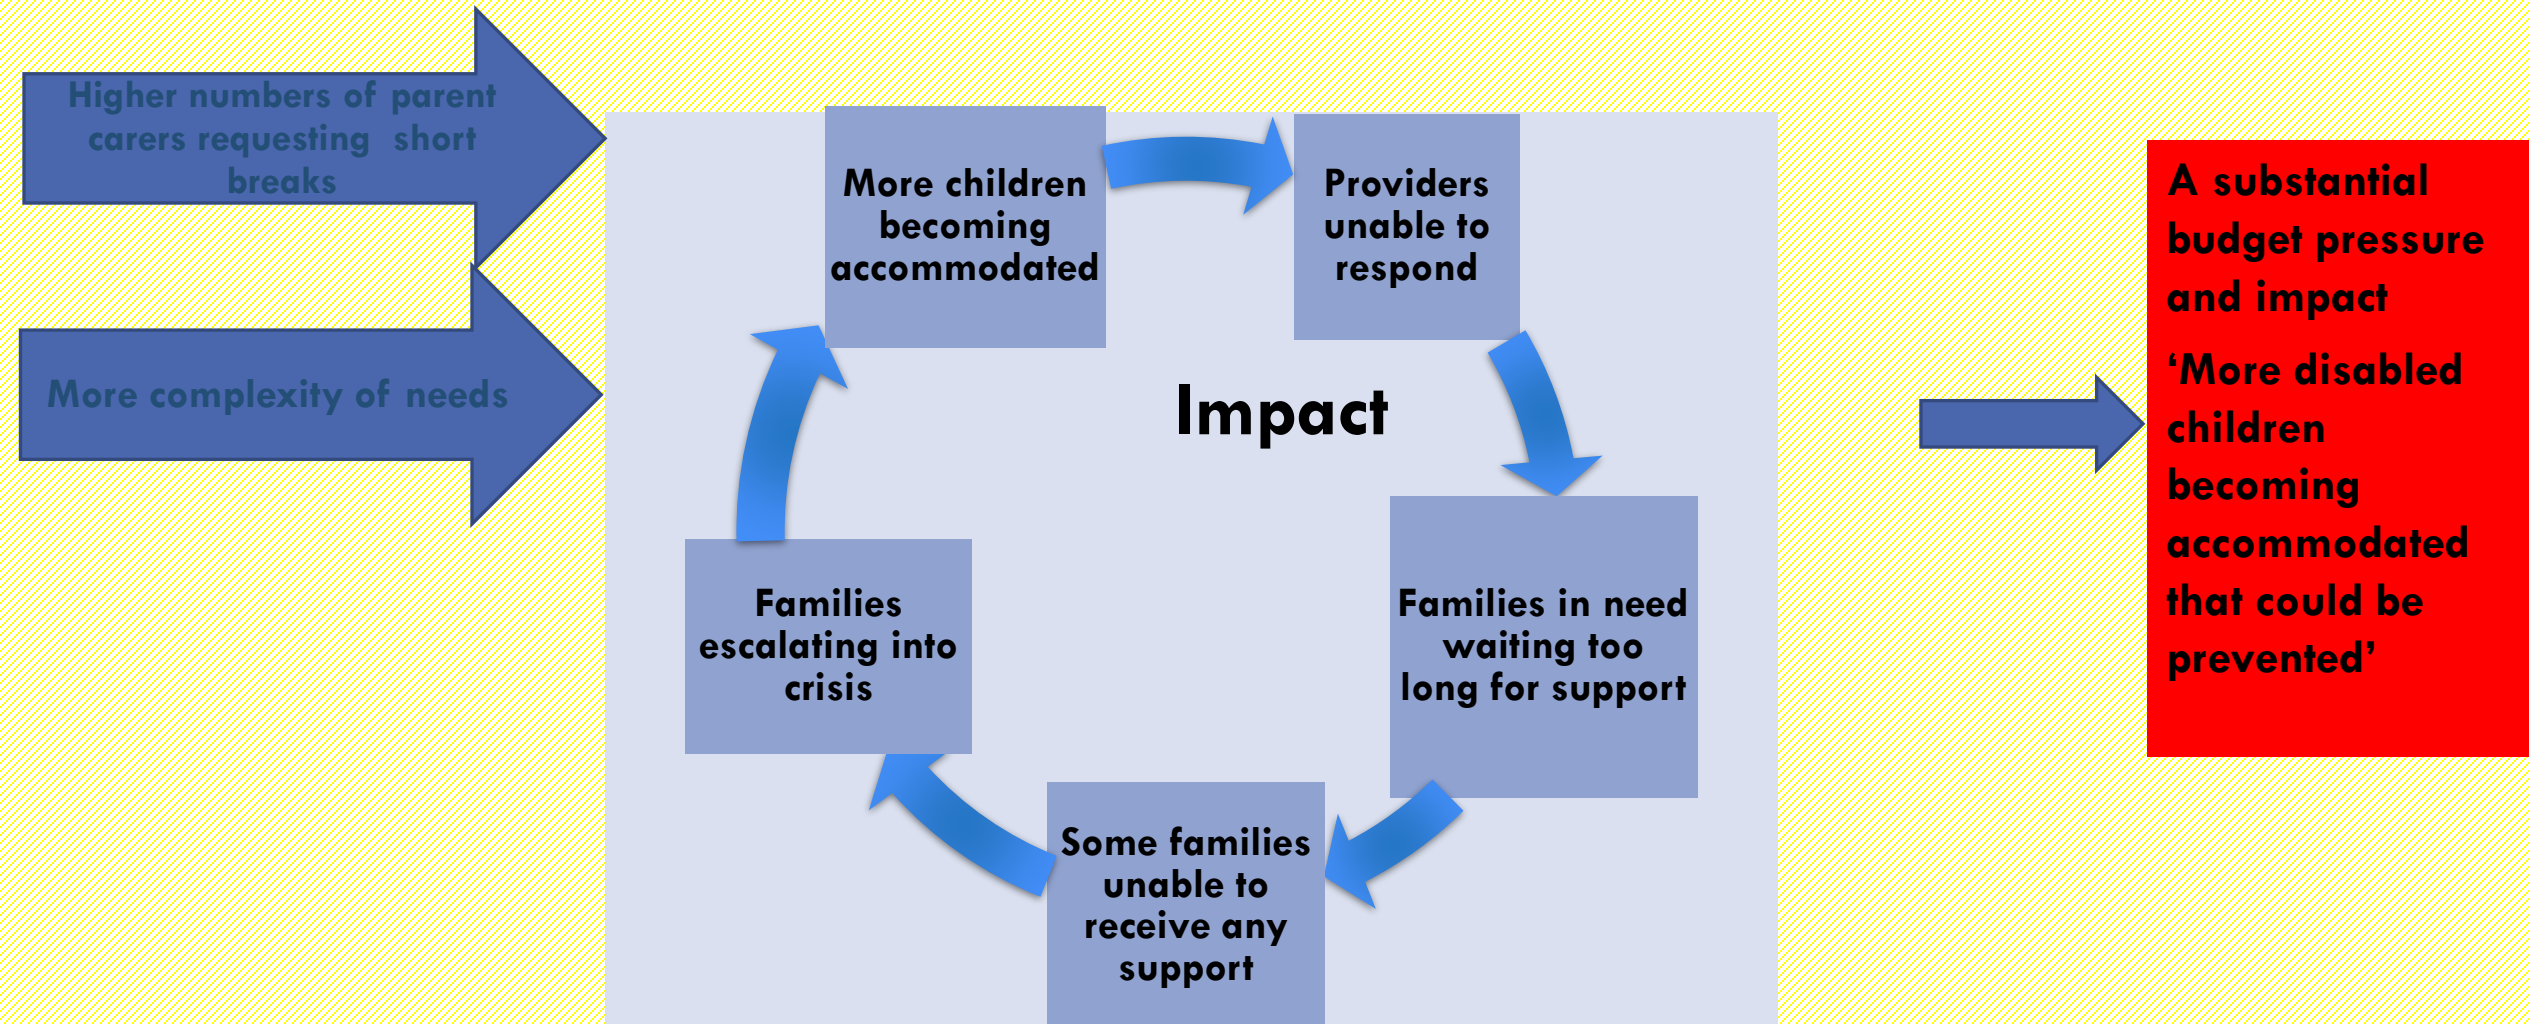 Higher numbers of parent
carers requesting short
breaks
More complexity of needs
More children
becoming
accommodated
Providers
unable to
respond
Impact
Families in need
waiting too
long for support
Some families
unable to
receive any
support
Families
escalating into
crisis
A substantial
budget pressure
and impact
‘More disabled
children
becoming
accommodated
that could be
prevented’